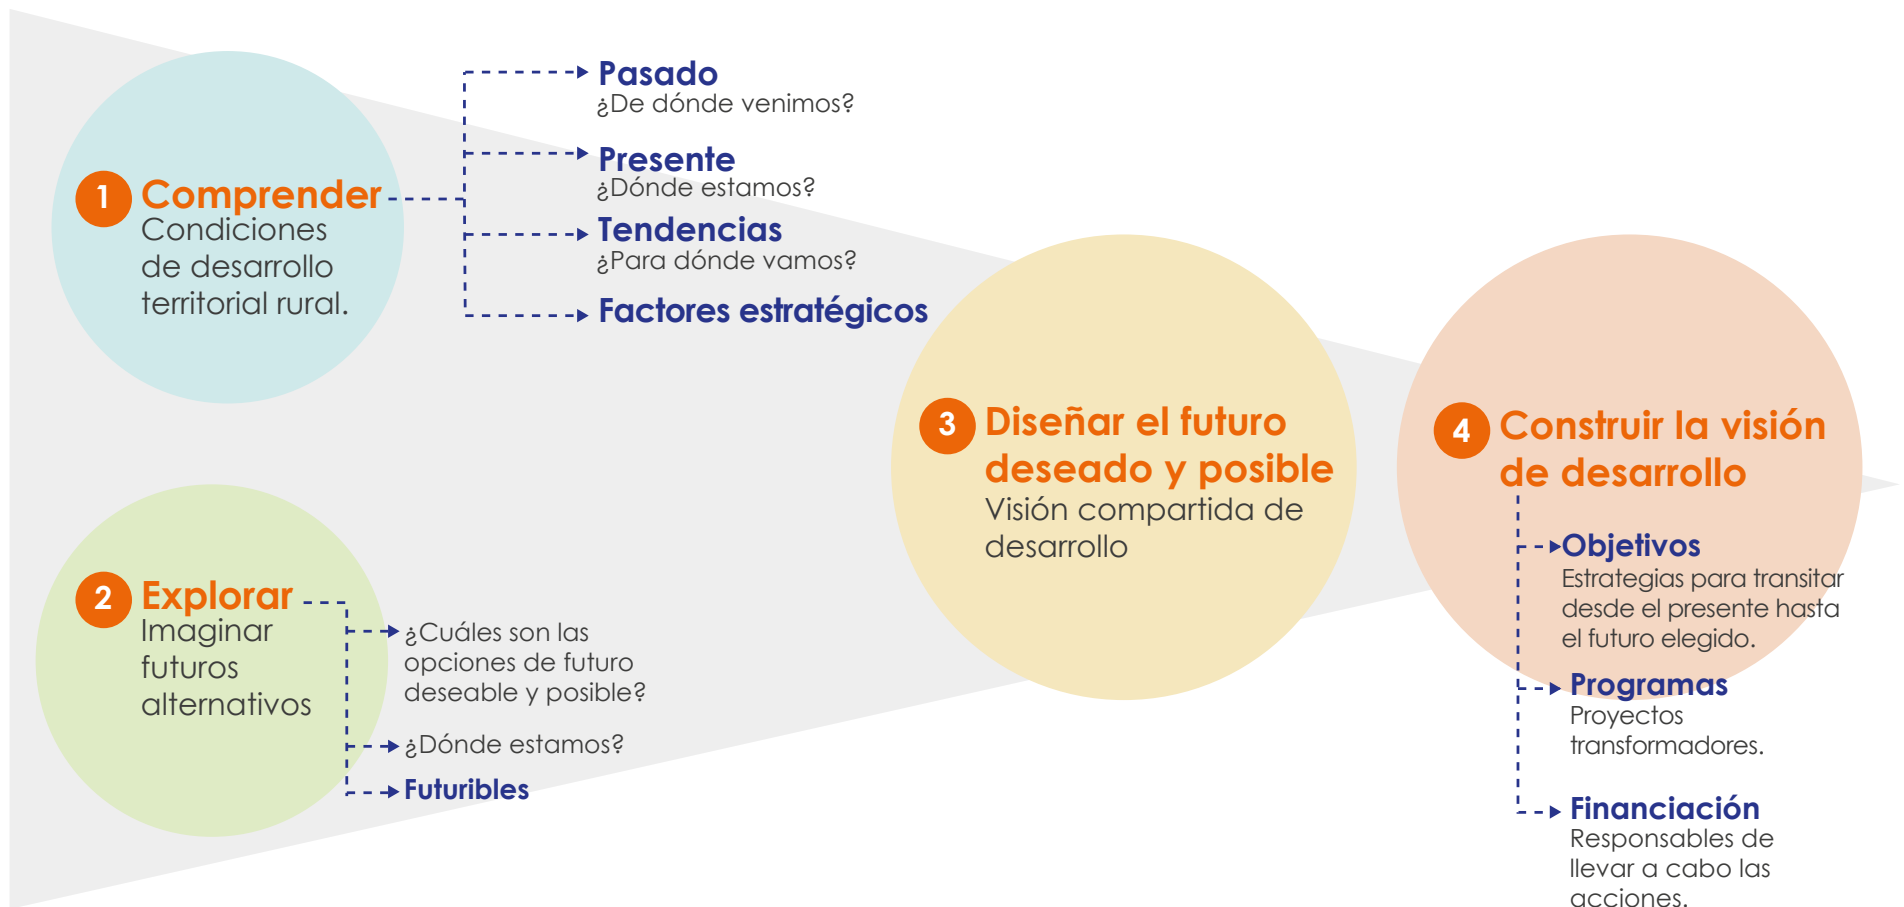 1
Comprender
Condiciones
de desarrollo
territorial rural.
Pasado
¿De dónde venimos?
Presente
¿Dónde estamos?
Tendencias
¿Para dónde vamos?
Factores estratégicos
2
Explorar
Imaginar
futuros
alternativos
¿Cuáles son las
opciones de futuro
deseable y posible?
¿Dónde estamos?
Futuribles
3
Diseñar el futuro
deseado y posible
Visión compartida de
desarrollo
4
Construir la visión
de desarrollo
Objetivos
Estrategias para transitar
desde el presente hasta
el futuro elegido.
Programas
Proyectos
transformadores.
Financiación
Responsables de
llevar a cabo las
acciones.